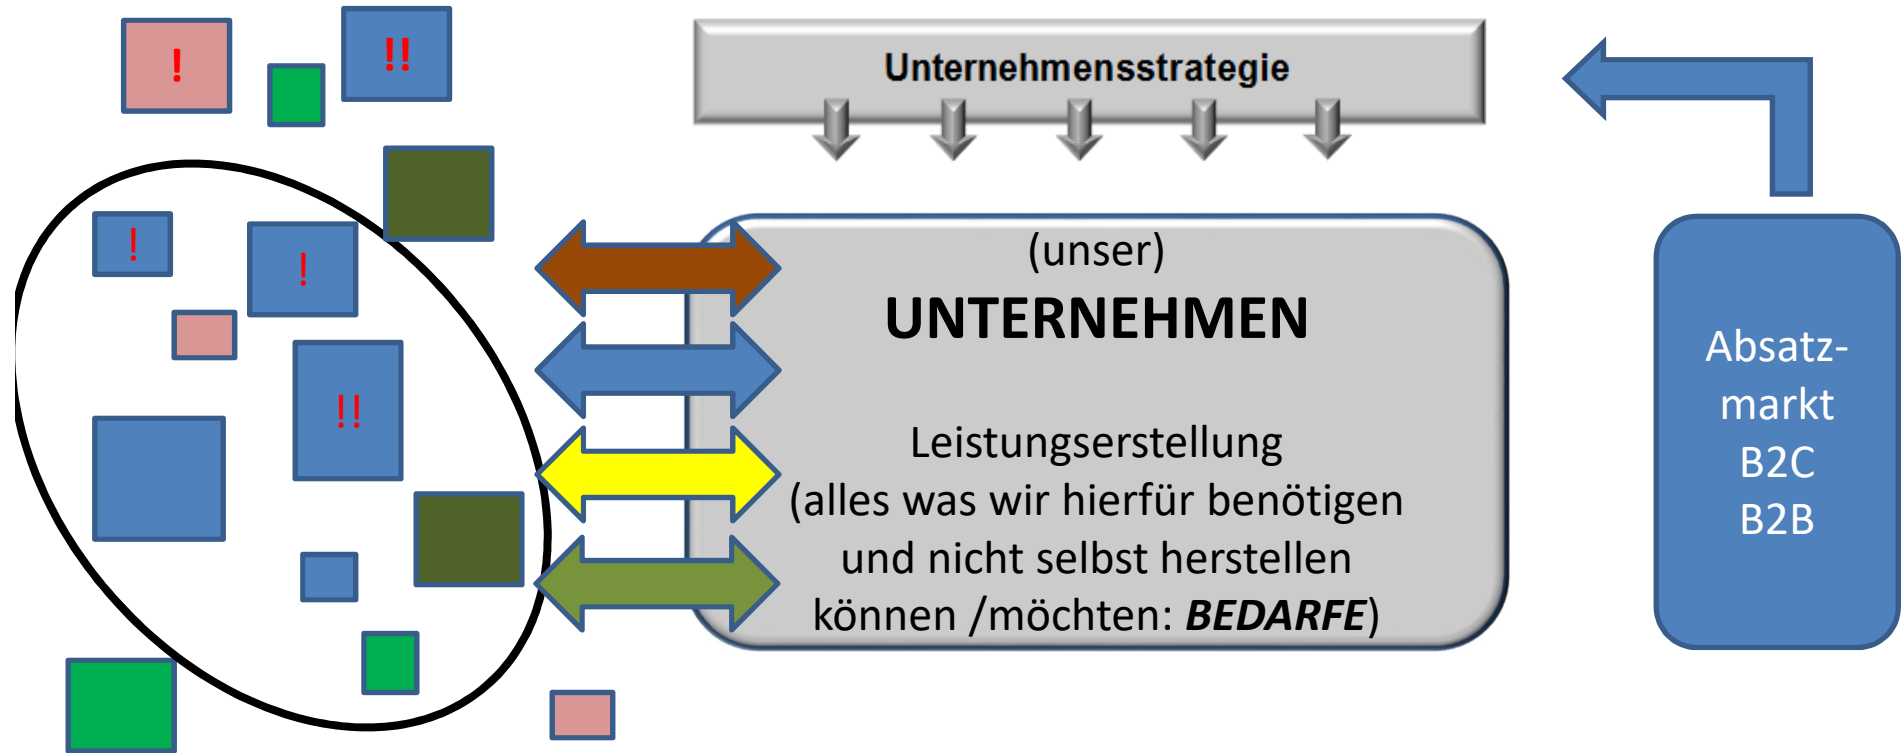 !
!!
Unternehmensstrategie
!
!
!!
(unser)
UNTERNEHMEN
Leistungserstellung
(alles was wir hierfür benötigen
und nicht selbst herstellen
können /möchten: BEDARFE)
Absatz-
markt
B2C
B2B